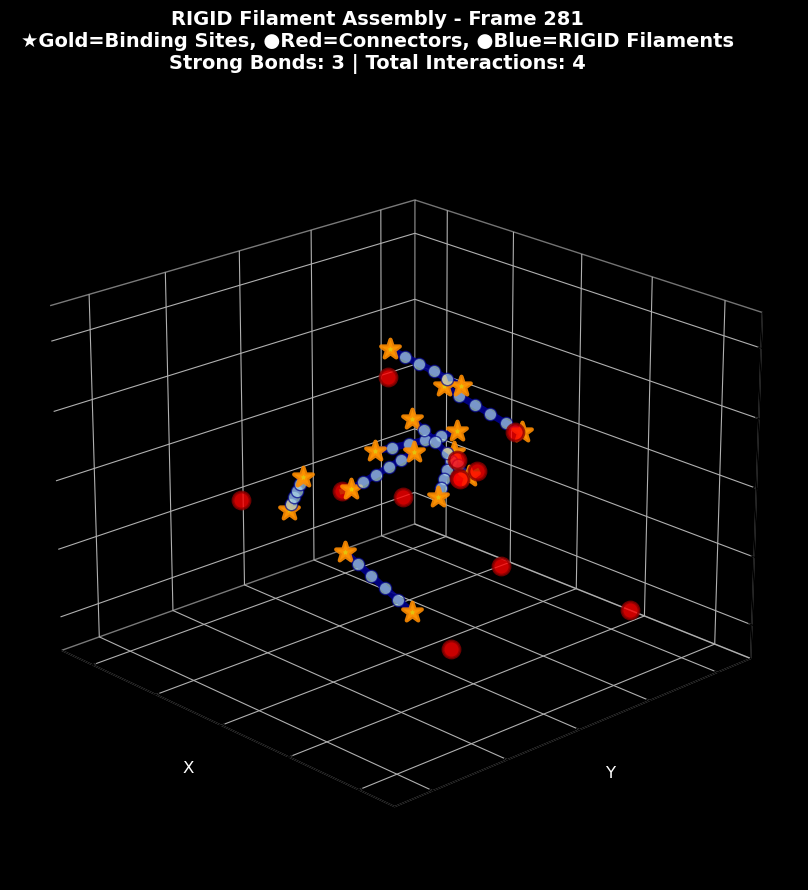 RIGID Filament Assembly - Frame 281
★Gold=Binding Sites, ●Red=Connectors, ●Blue=RIGID Filaments
Strong Bonds: 3 | Total Interactions: 4
X
Y